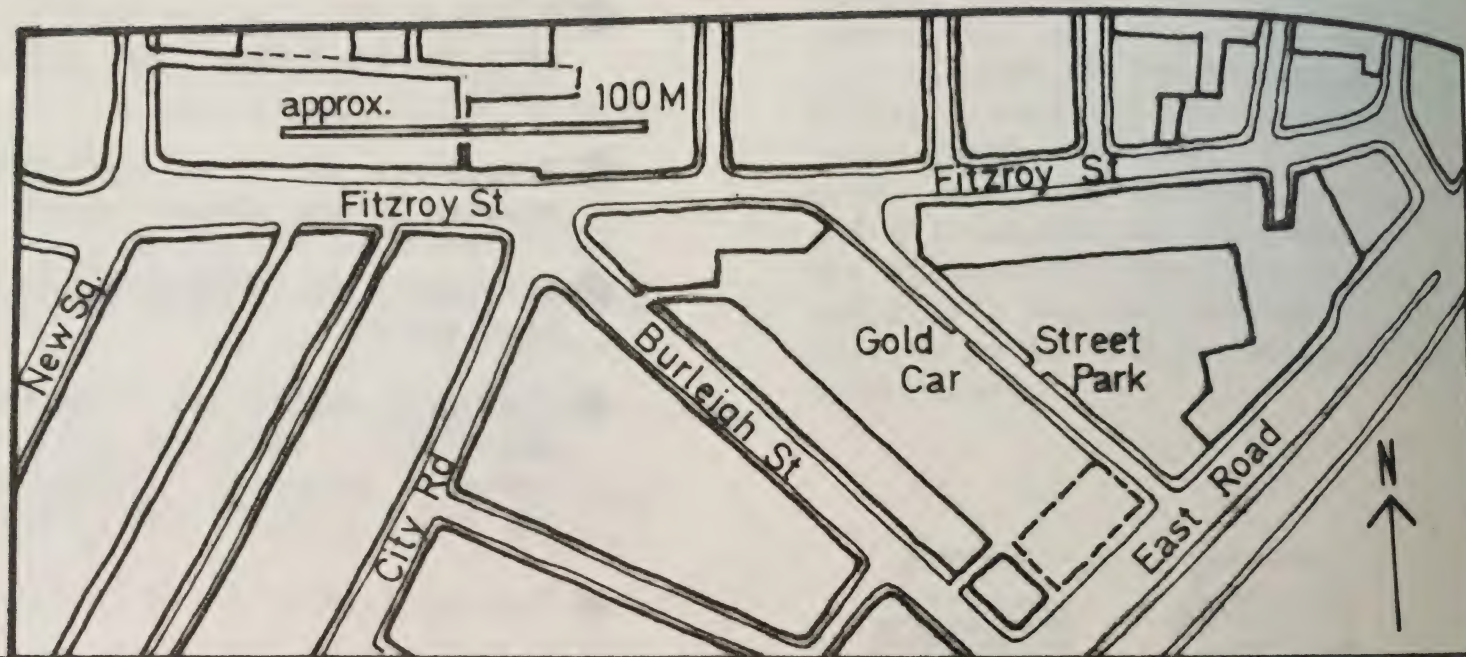 approx. 100 M
Fitzroy St
Fitzroy St
New Sq.
Burleigh St
Gold Street
Car Park
City Rd
East Road
N